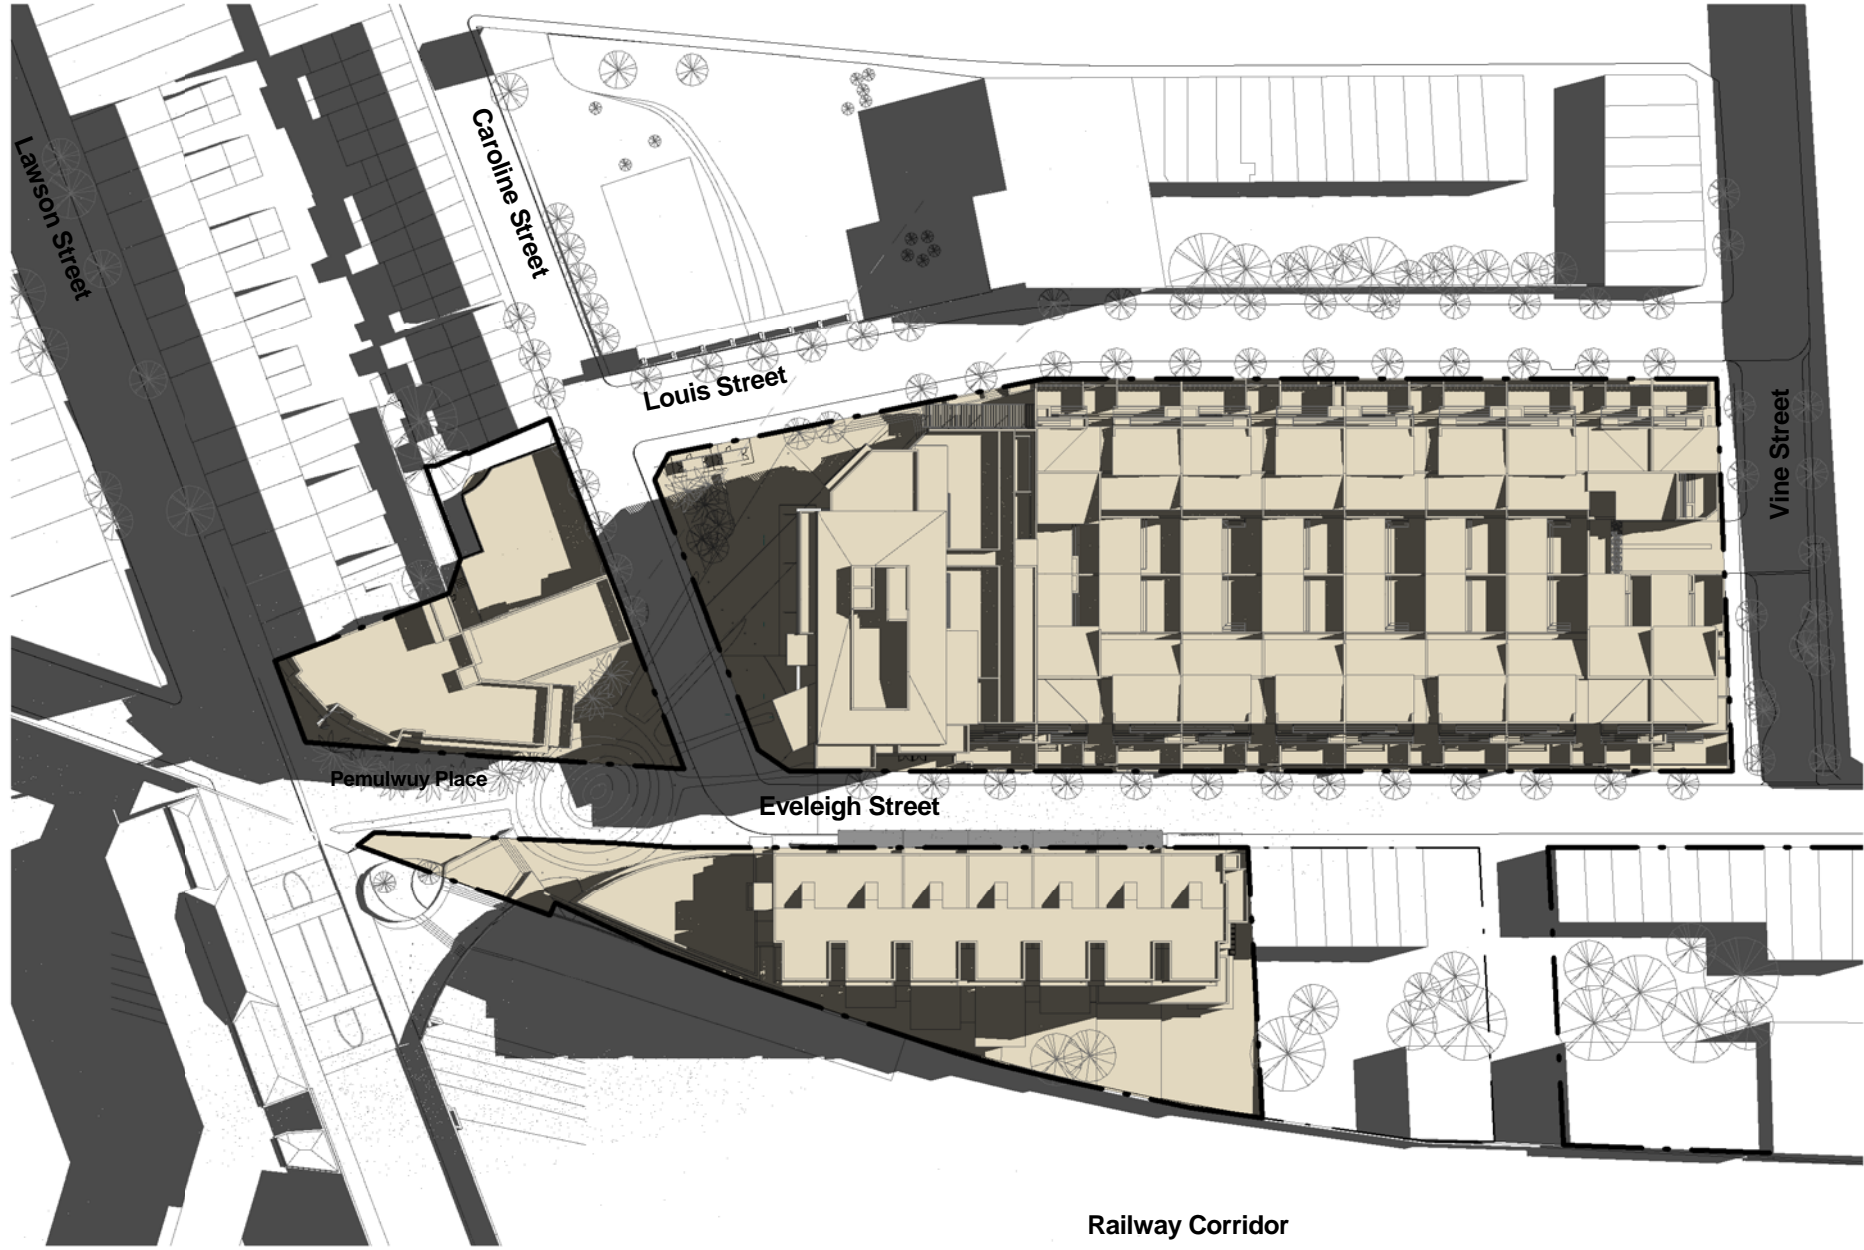 Lawson Street
Caroline Street
Louis Street
Vine Street
Pemulwuy Place
Eveleigh Street
Railway Corridor